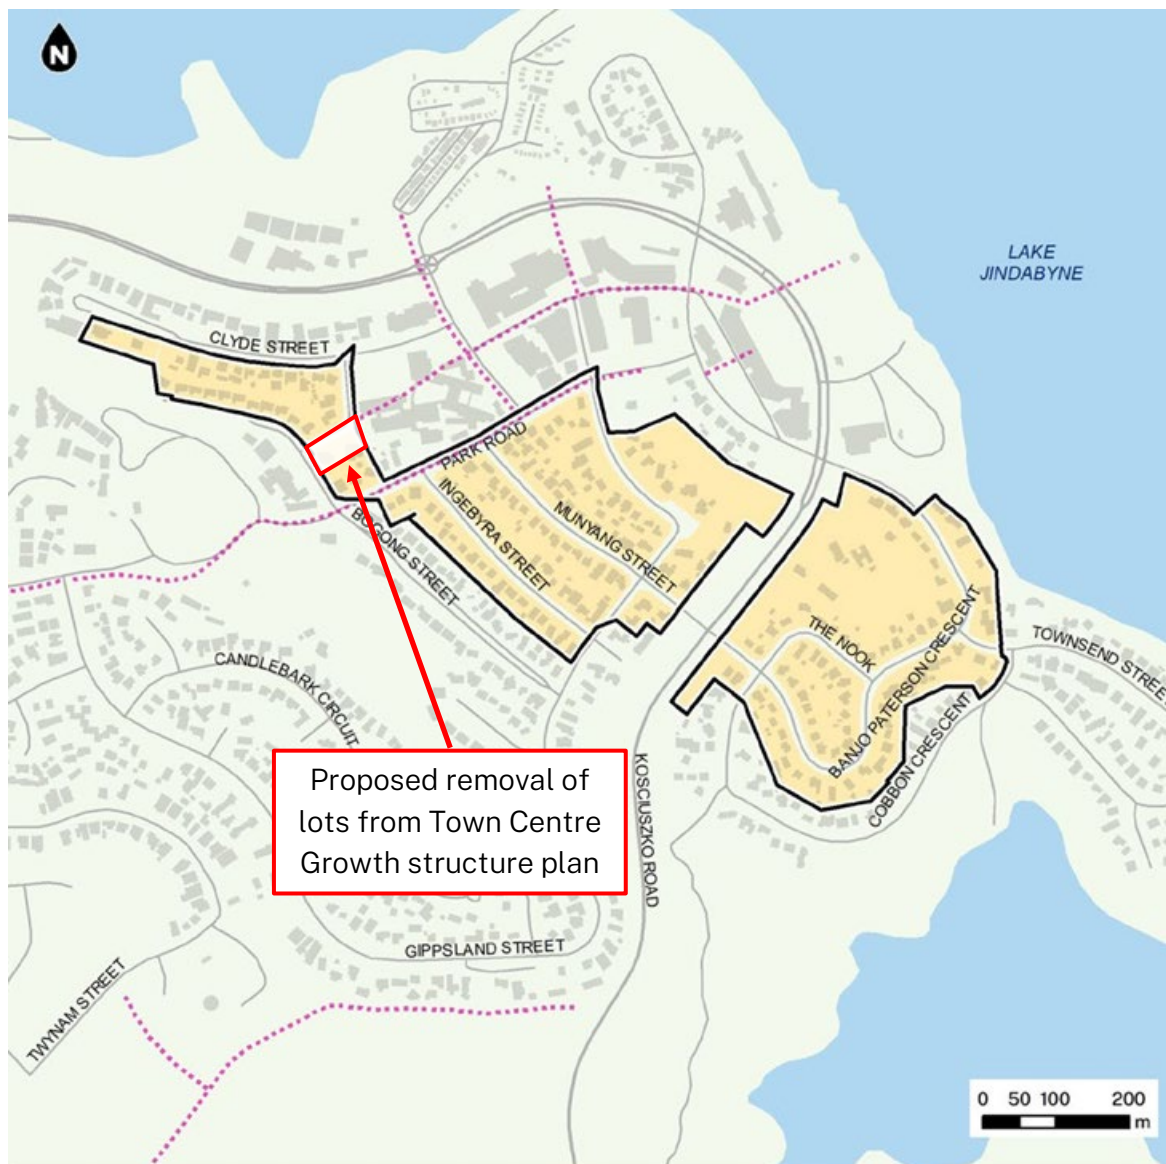 N
LAKE
JINDABYNE
CLYDE STREET
PARK ROAD
INGEBYRA STREET
MUNYANG STREET
BOGONG STREET
THE NOOK
BANJO PATERSON CRESCENT
TOWNSEND STREET
COBBON CRESCENT
CANDLEBARK CIRCUIT
KOSCIUSZKO ROAD
Proposed removal of
lots from Town Centre
Growth structure plan
GIPPSLAND STREET
TWYNAM STREET
0 50 100 200
m